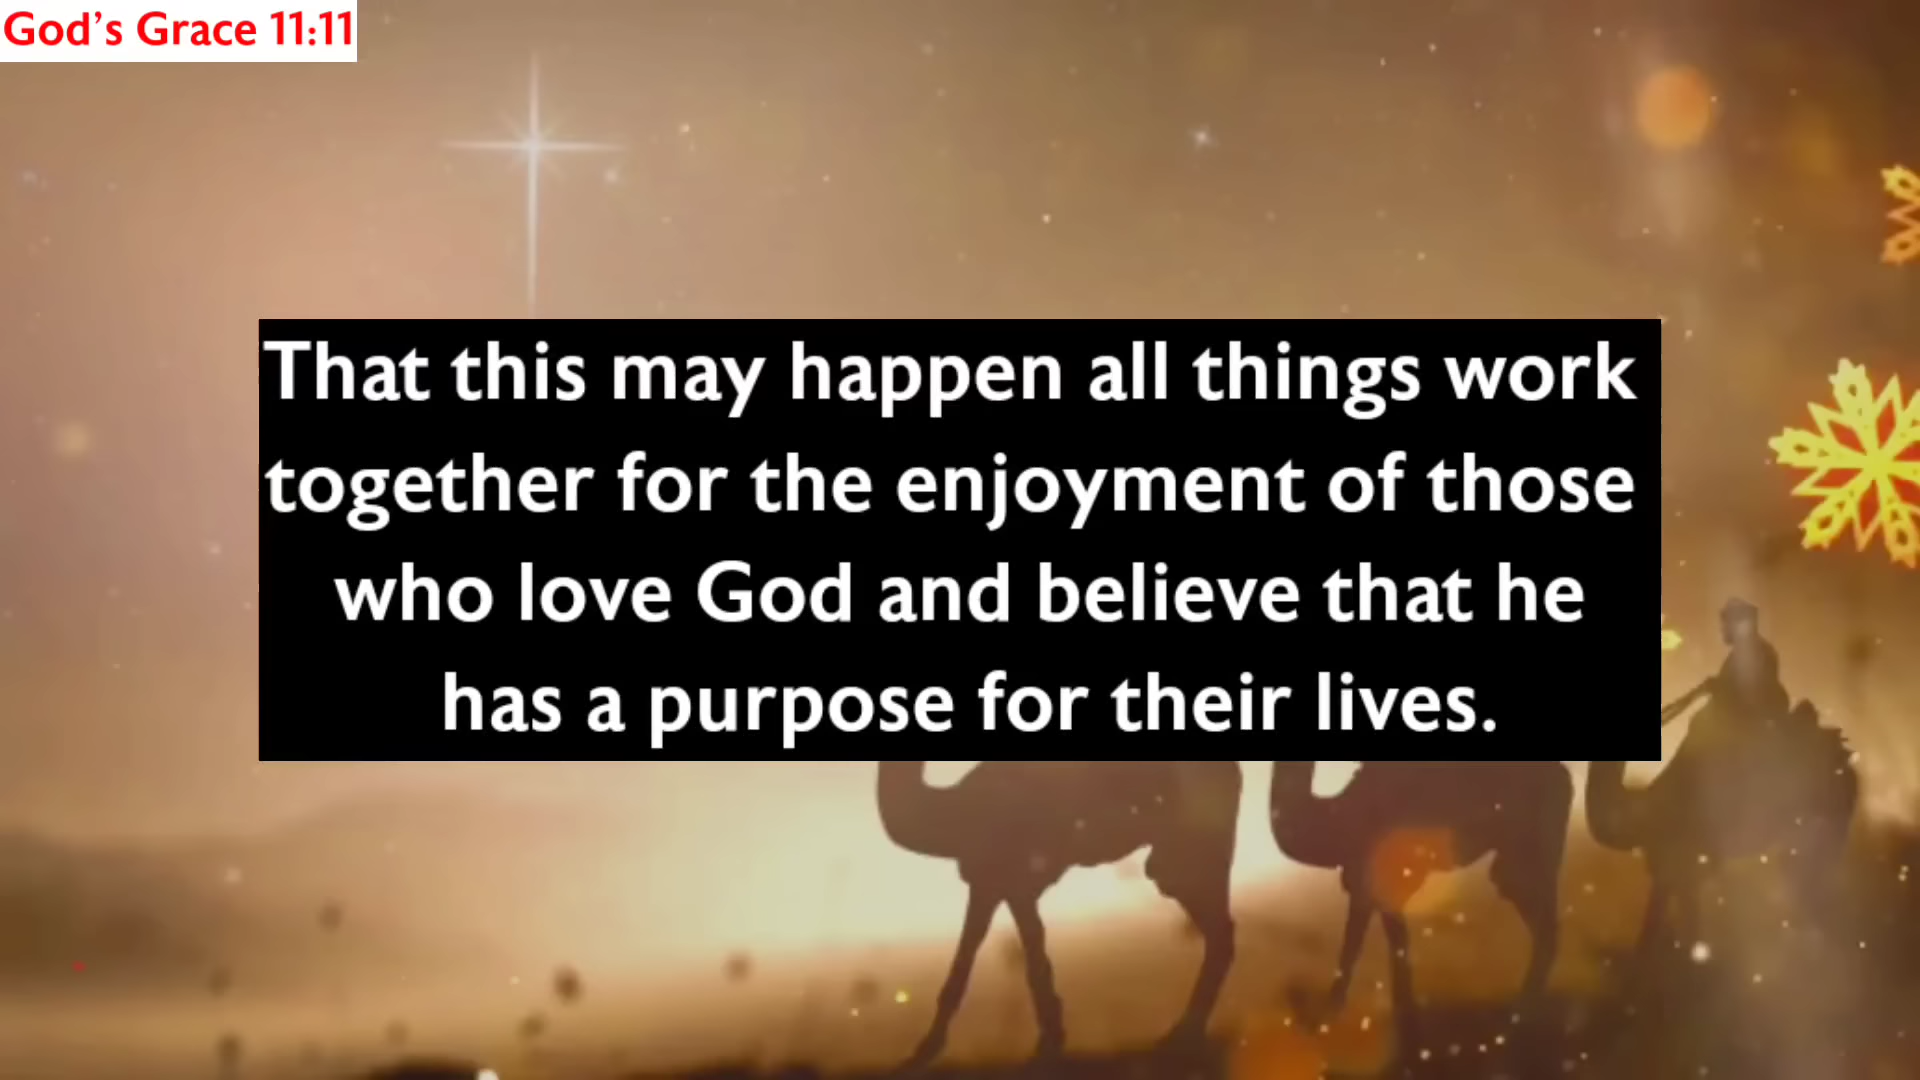 God's Grace 11:11
That this may happen all things work
together for the enjoyment of those
who love God and believe that he
has a purpose for their lives.